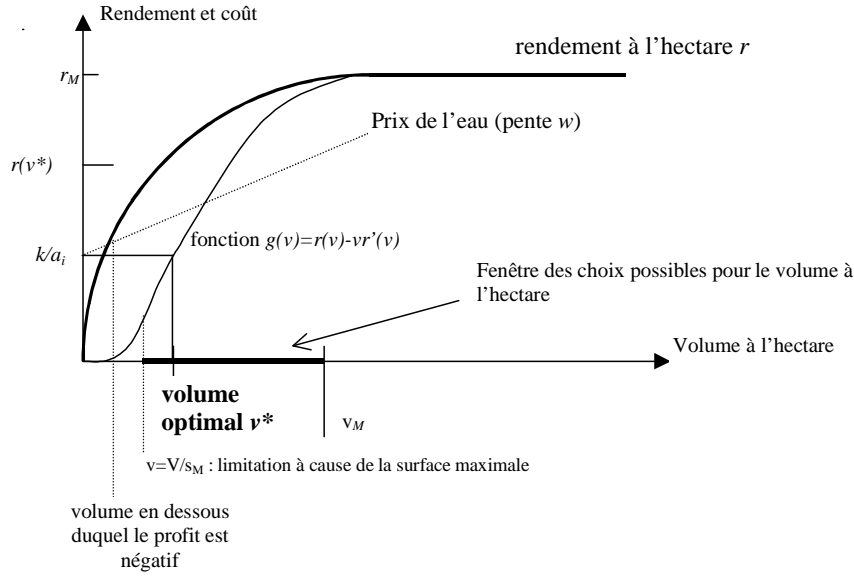 Rendement et coût
rendement à l'hectare r
r_M
Prix de l'eau (pente w)
r(v*)
fonction g(v)=r(v)-vr'(v)
k/a_i
Fenêtre des choix possibles pour le volume à
l'hectare
Volume à l'hectare
volume
optimal v*
v_M
v=V/s_M : limitation à cause de la surface maximale
volume en dessous
duquel le profit est
négatif